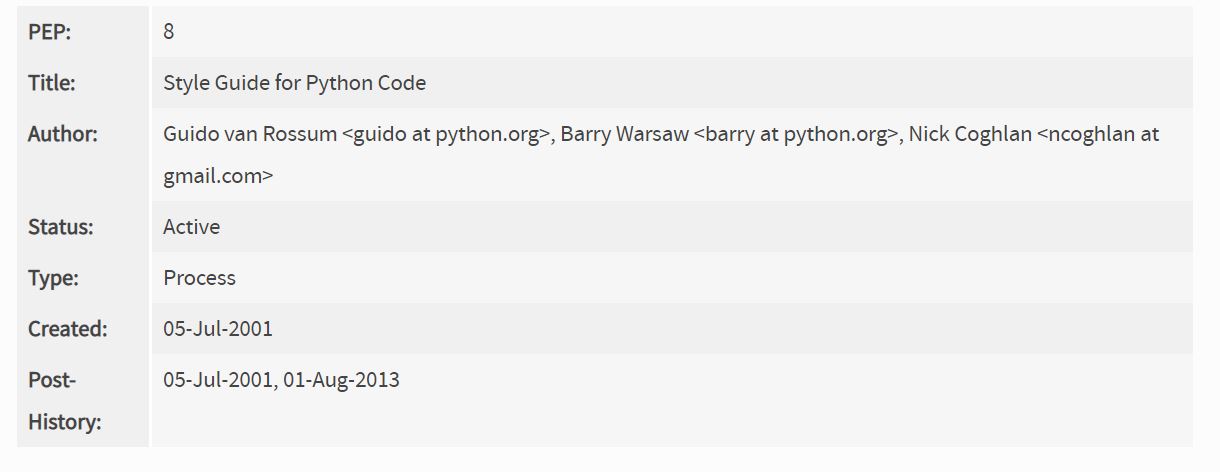 PEP: 8
Title: Style Guide for Python Code
Author: Guido van Rossum <guido at python.org>, Barry Warsaw <barry at python.org>, Nick Coghlan <ncoghlan at
gmail.com>
Status: Active
Type: Process
Created: 05-Jul-2001
Post- 05-Jul-2001, 01-Aug-2013
History: